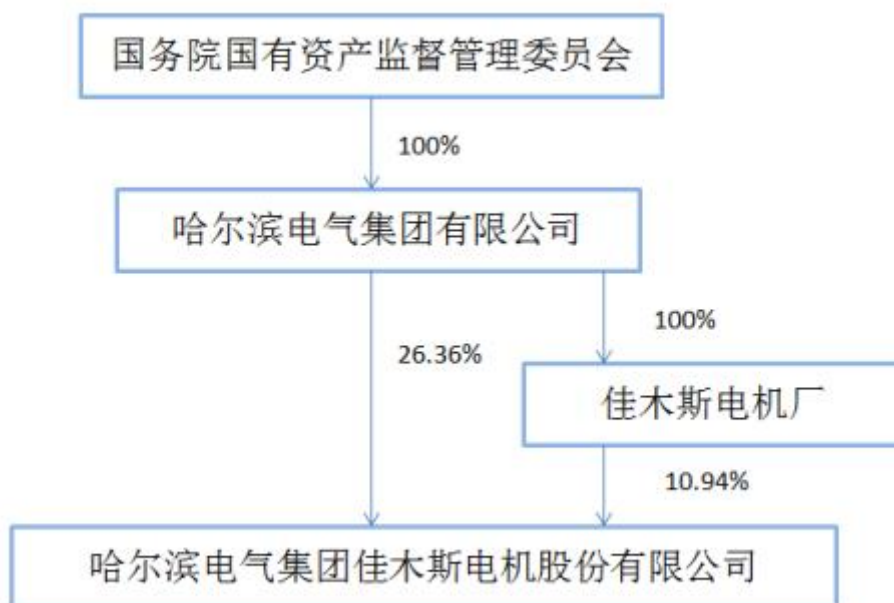 国务院国有资产监督管理委员会
100%
哈尔滨电气集团有限公司
100%
26.36%
佳木斯电机厂
10.94%
哈尔滨电气集团佳木斯电机股份有限公司